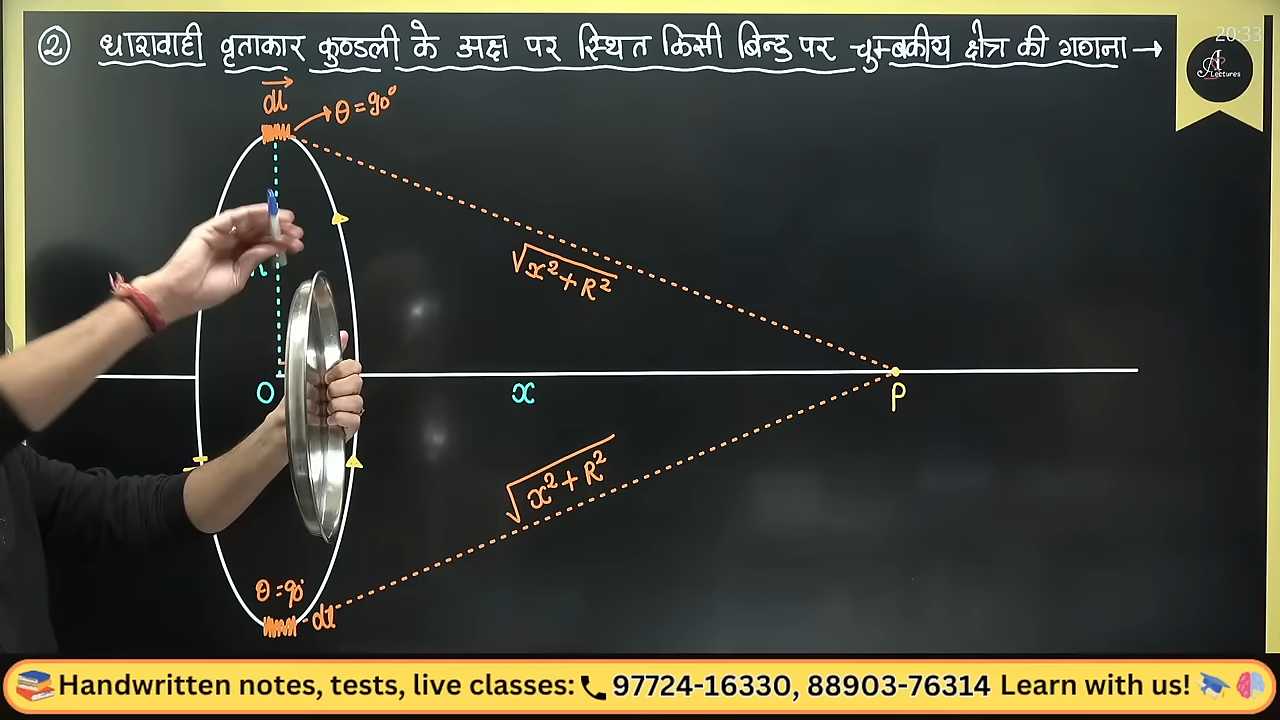 ② धारावाही वृताकार कुण्डली के अक्ष पर स्थित किसी बिन्दु पर चुम्बकीय क्षेत्र की गणना →
20:33
Lectures
dl
θ = 90°
√x²+R²
O
x
P
√x²+R²
θ = 90°
dl
Handwritten notes, tests, live classes: 97724-16330, 88903-76314 Learn with us!